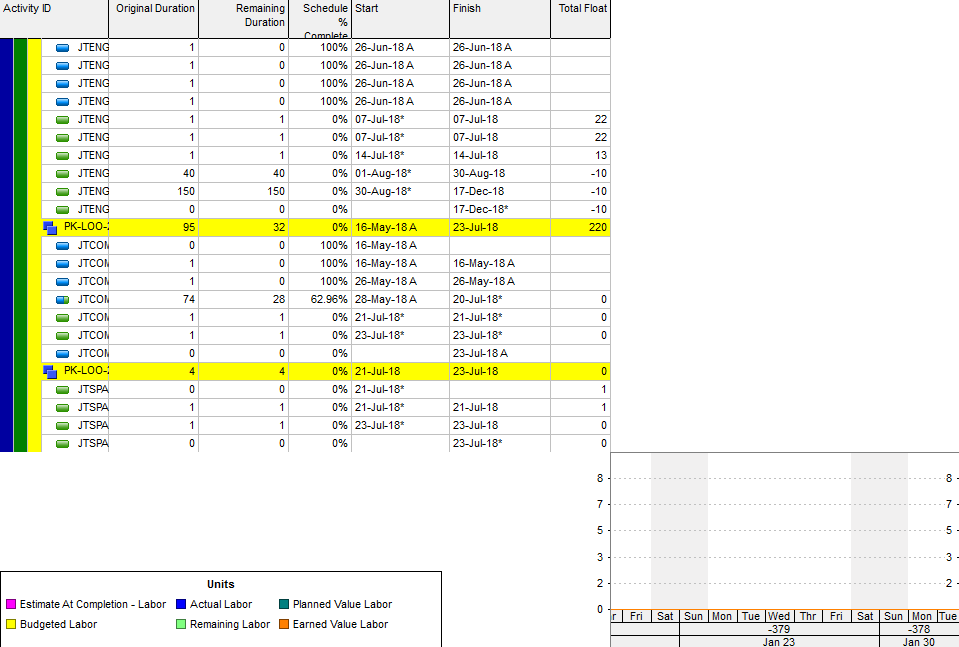 Activity ID Original Duration Remaining Duration Schedule % Complete Start Finish Total Float
JTENG 1 0 100% 26-Jun-18 A 26-Jun-18 A
JTENG 1 0 100% 26-Jun-18 A 26-Jun-18 A
JTENG 1 0 100% 26-Jun-18 A 26-Jun-18 A
JTENG 1 0 100% 26-Jun-18 A 26-Jun-18 A
JTENG 1 1 0% 07-Jul-18* 07-Jul-18 22
JTENG 1 1 0% 07-Jul-18* 07-Jul-18 22
JTENG 1 1 0% 14-Jul-18* 14-Jul-18 13
JTENG 40 40 0% 01-Aug-18* 30-Aug-18 -10
JTENG 150 150 0% 30-Aug-18* 17-Dec-18 -10
JTENG 0 0 0% 17-Dec-18* -10
PK-LOO-2 95 32 0% 16-May-18 A 23-Jul-18 220
JTCOM 0 0 100% 16-May-18 A
JTCOM 1 0 100% 16-May-18 A 16-May-18 A
JTCOM 1 0 100% 26-May-18 A 26-May-18 A
JTCOM 74 28 62.96% 28-May-18 A 20-Jul-18* 0
JTCOM 1 1 0% 21-Jul-18* 21-Jul-18* 0
JTCOM 1 1 0% 23-Jul-18* 23-Jul-18* 0
JTCOM 0 0 0% 23-Jul-18 A
PK-LOO-2 4 4 0% 21-Jul-18 23-Jul-18 0
JTSPA 0 0 0% 21-Jul-18* 1
JTSPA 1 1 0% 21-Jul-18* 21-Jul-18 1
JTSPA 1 1 0% 23-Jul-18* 23-Jul-18 0
JTSPA 0 0 0% 23-Jul-18* 0
8 8
7 7
5 5
3 3
2 2
0
r Fri Sat Sun Mon Tue Wed Thr Fri Sat Sun Mon Tue
-379 -378
Jan 23 Jan 30
Units
Estimate At Completion - Labor Actual Labor Planned Value Labor
Budgeted Labor Remaining Labor Earned Value Labor